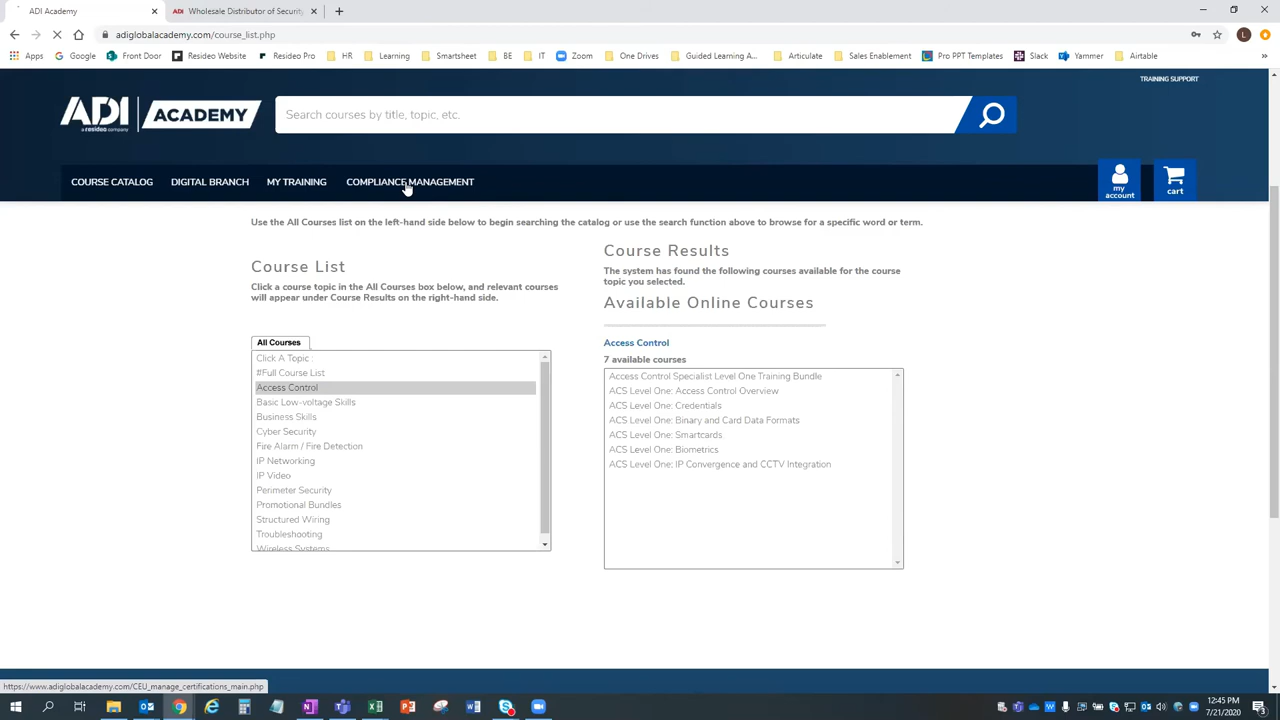 ADI Academy
Wholesale Distributor of Security
adiglobalacademy.com/course_list.php
L
Apps
Google
Front Door
Resideo Website
Resideo Pro
HR
Learning
Smartsheet
BE
IT
Zoom
One Drives
Guided Learning A...
Articulate
Sales Enablement
Pro PPT Templates
Slack
Yammer
Airtable
»
TRAINING SUPPORT
ADI ACADEMY
a resideo company
Search courses by title, topic, etc.
COURSE CATALOG
DIGITAL BRANCH
MY TRAINING
COMPLIANCE MANAGEMENT
my
account
cart
Use the All Courses list on the left-hand side below to begin searching the catalog or use the search function above to browse for a specific word or term.
Course List
Click a course topic in the All Courses box below, and relevant courses
will appear under Course Results on the right-hand side.
All Courses
Click A Topic :
#Full Course List
Access Control
Basic Low-voltage Skills
Business Skills
Cyber Security
Fire Alarm / Fire Detection
IP Networking
IP Video
Perimeter Security
Promotional Bundles
Structured Wiring
Troubleshooting
Wireless Systems
Course Results
The system has found the following courses available for the course
topic you selected.
Available Online Courses
Access Control
7 available courses
Access Control Specialist Level One Training Bundle
ACS Level One: Access Control Overview
ACS Level One: Credentials
ACS Level One: Binary and Card Data Formats
ACS Level One: Smartcards
ACS Level One: Biometrics
ACS Level One: IP Convergence and CCTV Integration
https://www.adiglobalacademy.com/CEU_manage_certifications_main.php
12:45 PM
7/21/2020